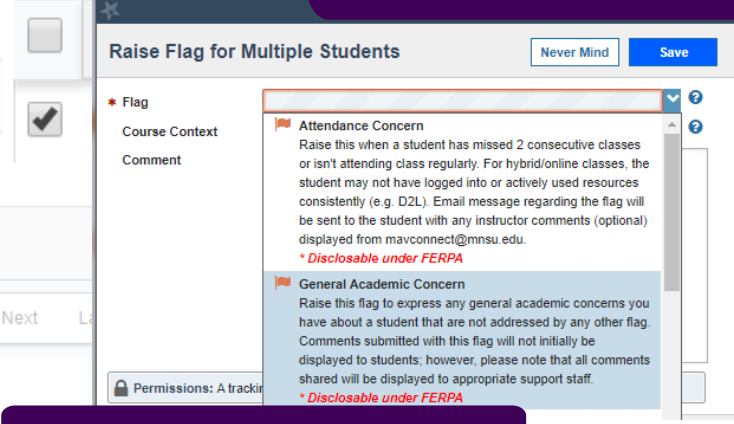 Raise Flag for Multiple Students
Never Mind
Save
* Flag
Course Context
Comment
Attendance Concern
Raise this when a student has missed 2 consecutive classes
or isn't attending class regularly. For hybrid/online classes, the
student may not have logged into or actively used resources
consistently (e.g. D2L). Email message regarding the flag will
be sent to the student with any instructor comments (optional)
displayed from mavconnect@mnsu.edu.
* Disclosable under FERPA
General Academic Concern
Raise this flag to express any general academic concerns you
have about a student that are not addressed by any other flag.
Comments submitted with this flag will not initially be
displayed to students; however, please note that all comments
shared will be displayed to appropriate support staff.
* Disclosable under FERPA
Next
Permissions: A